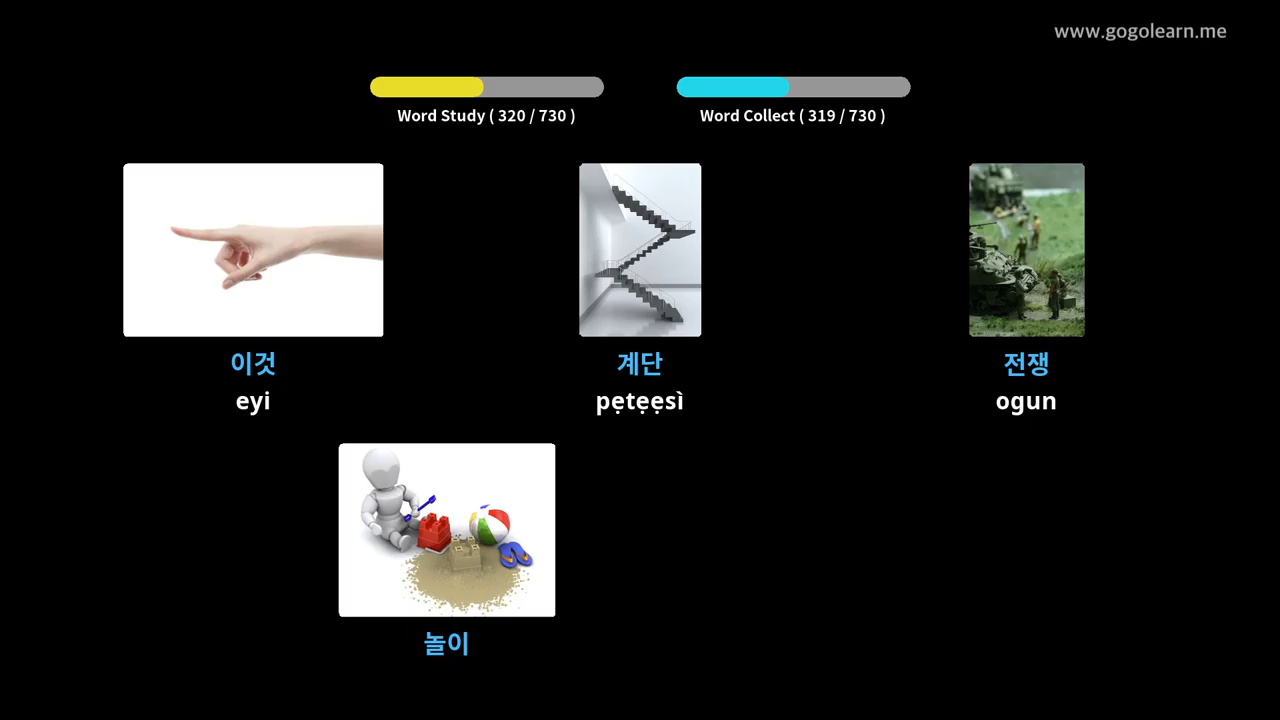 www.gogolearn.me
Word Study ( 320 / 730 )
Word Collect ( 319 / 730 )
이것
eyi
계단
pẹtẹẹsì
전쟁
ogun
놀이